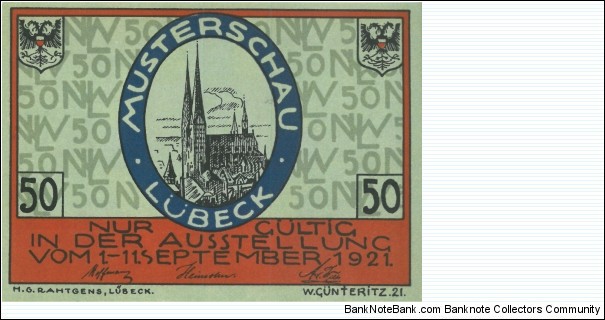 MUSTERSCHAU
· LÜBECK ·
50 50
NUR GÜLTIG
IN DER AUSSTELLUNG
VOM 1-11.SEPTEMBER 1921.
H.G.RAHTGENS, LÜBECK. W.GÜNTERITZ.21.
BankNoteBank.com Banknote Collectors Community